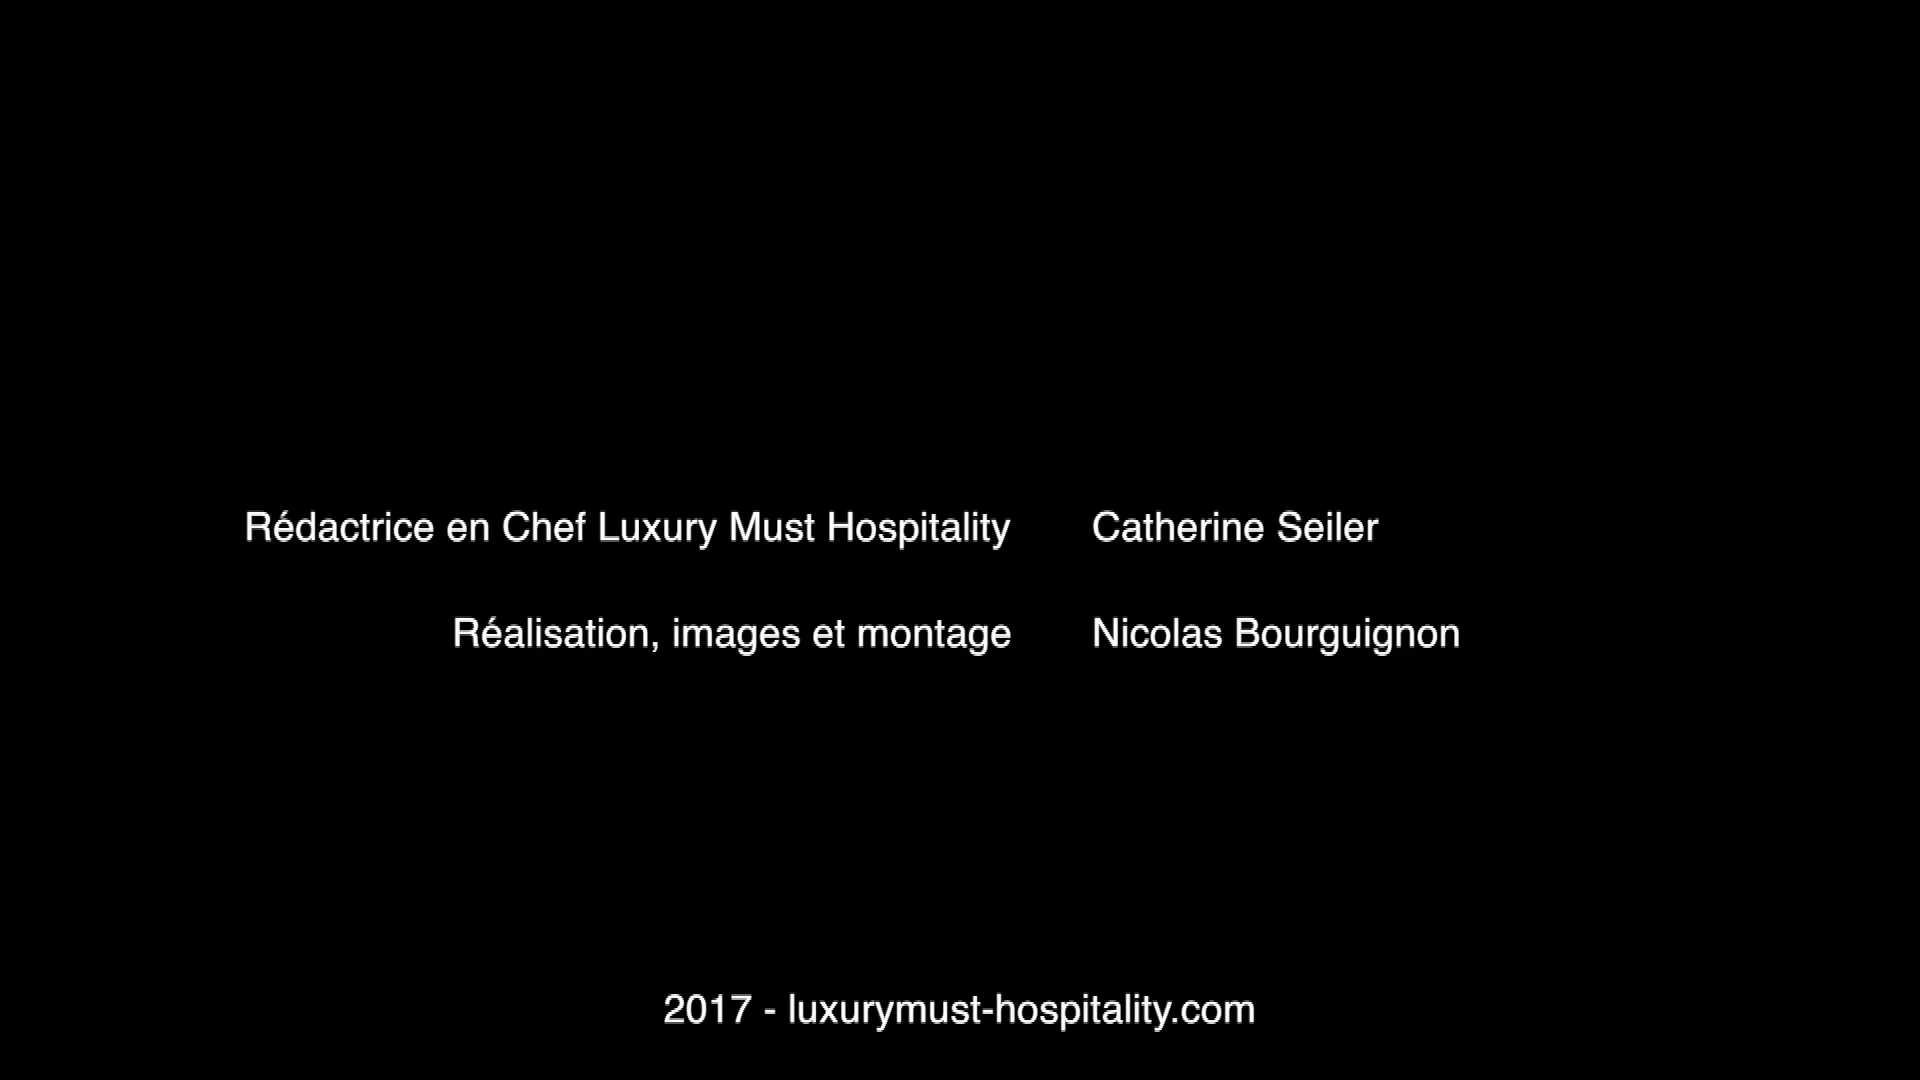 Rédactrice en Chef Luxury Must Hospitality Catherine Seiler
Réalisation, images et montage Nicolas Bourguignon
2017 - luxurymust-hospitality.com